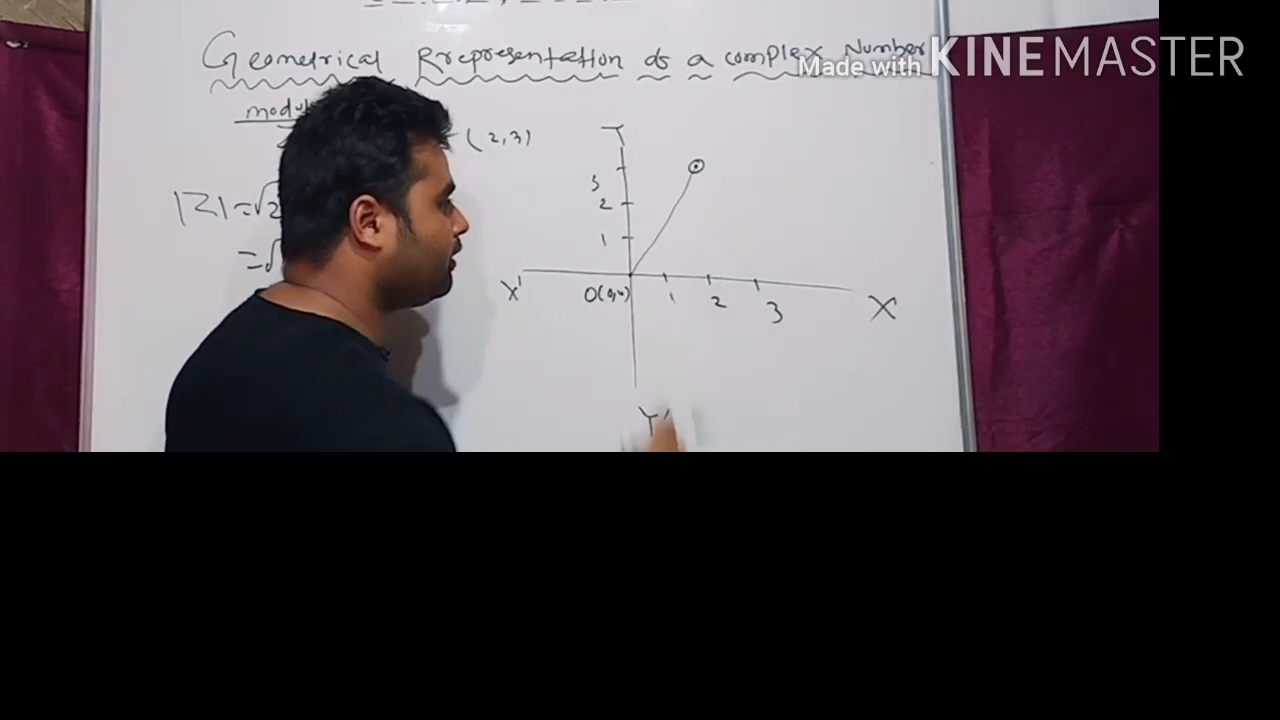 Geometrical Rrepresentation of a complex Number
Made with KINEMASTER
(2,3)
Y
3
2
1
|Z| = √2
= √
X'
O(0,0)
1
2
3
X
Y'